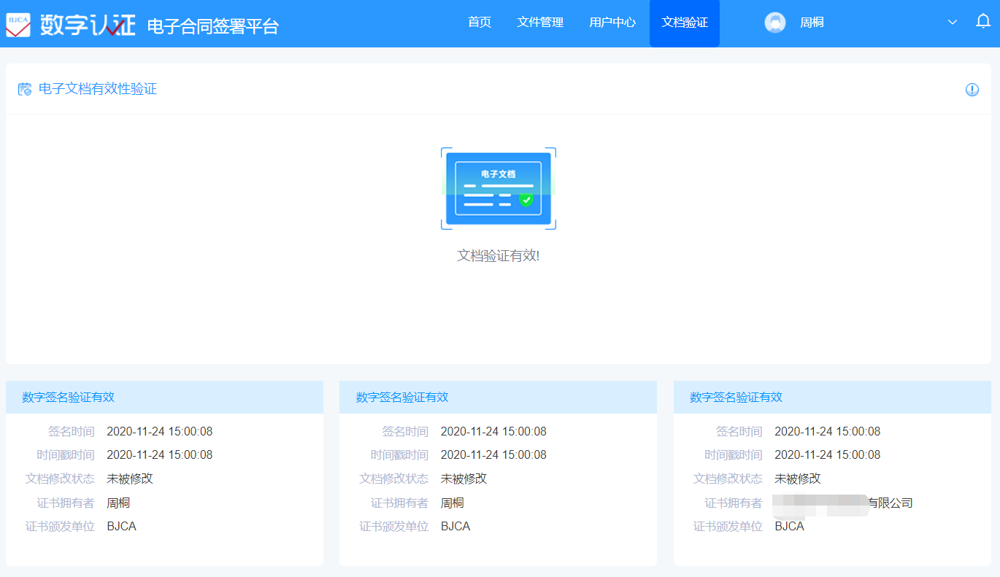 BJCA 数字认证 电子合同签署平台 首页 文件管理 用户中心 文档验证 周桐
电子文档有效性验证
电子文档
文档验证有效!
数字签名验证有效
签名时间 2020-11-24 15:00:08
时间戳时间 2020-11-24 15:00:08
文档修改状态 未被修改
证书拥有者 周桐
证书颁发单位 BJCA
数字签名验证有效
签名时间 2020-11-24 15:00:08
时间戳时间 2020-11-24 15:00:08
文档修改状态 未被修改
证书拥有者 周桐
证书颁发单位 BJCA
数字签名验证有效
签名时间 2020-11-24 15:00:08
时间戳时间 2020-11-24 15:00:08
文档修改状态 未被修改
证书拥有者 有限公司
证书颁发单位 BJCA